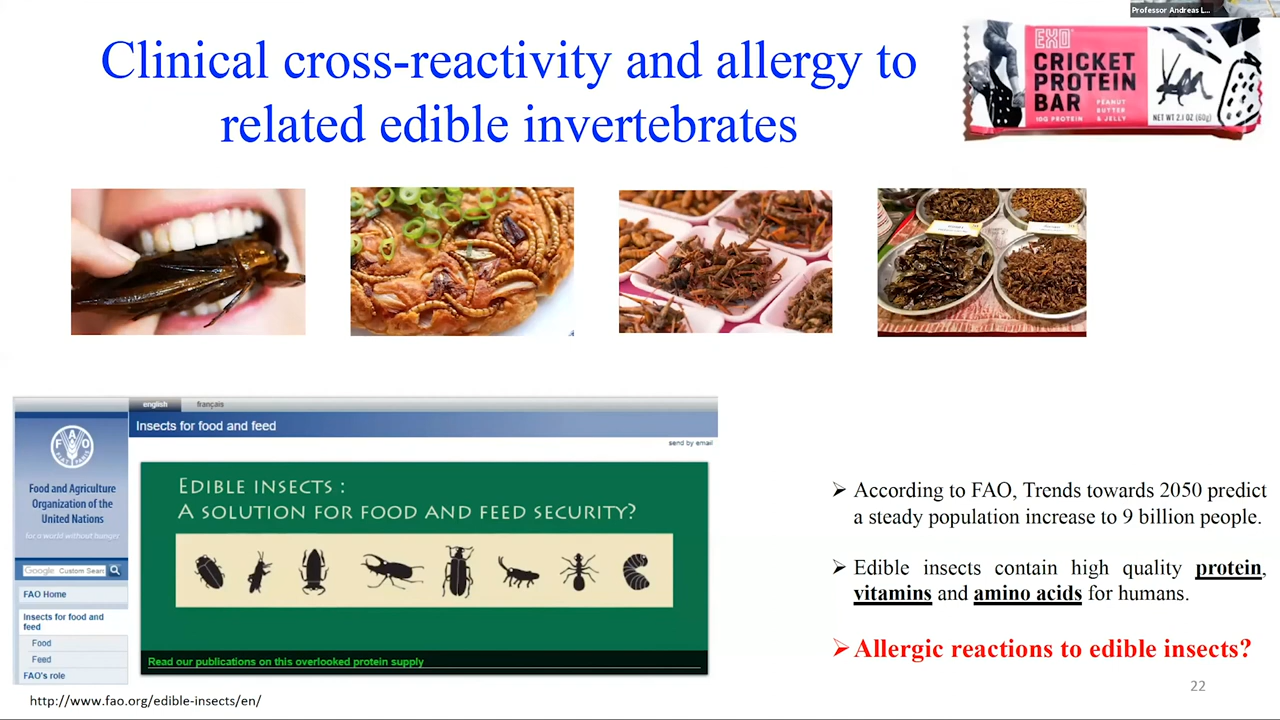 Professor Andreas L...
Clinical cross-reactivity and allergy to
related edible invertebrates
EXO
CRICKET
PROTEIN
BAR
PEANUT
BUTTER
& JELLY
10G PROTEIN
NET WT 2.1 OZ (60g)
english français
Insects for food and feed
send by email
FAO
FIAT PANIS
Food and Agriculture
Organization of the
United Nations
for a world without hunger
EDIBLE INSECTS :
A SOLUTION FOR FOOD AND FEED SECURITY?
Google Custom Sear
FAO Home
Insects for food and
feed
Food
Feed
FAO's role
Read our publications on this overlooked protein supply
http://www.fao.org/edible-insects/en/
➢ According to FAO, Trends towards 2050 predict
a steady population increase to 9 billion people.
➢ Edible insects contain high quality protein,
vitamins and amino acids for humans.
➢ Allergic reactions to edible insects?
22